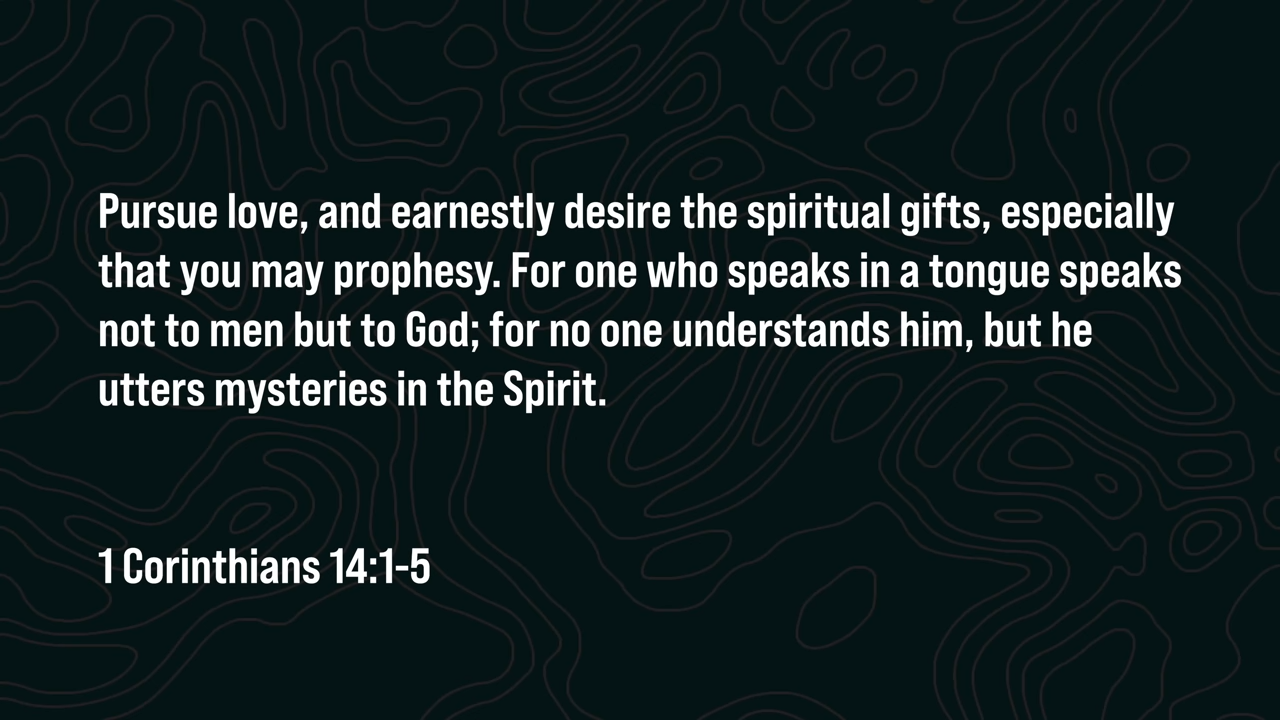 Pursue love, and earnestly desire the spiritual gifts, especially
that you may prophesy. For one who speaks in a tongue speaks
not to men but to God; for no one understands him, but he
utters mysteries in the Spirit.
1 Corinthians 14:1-5